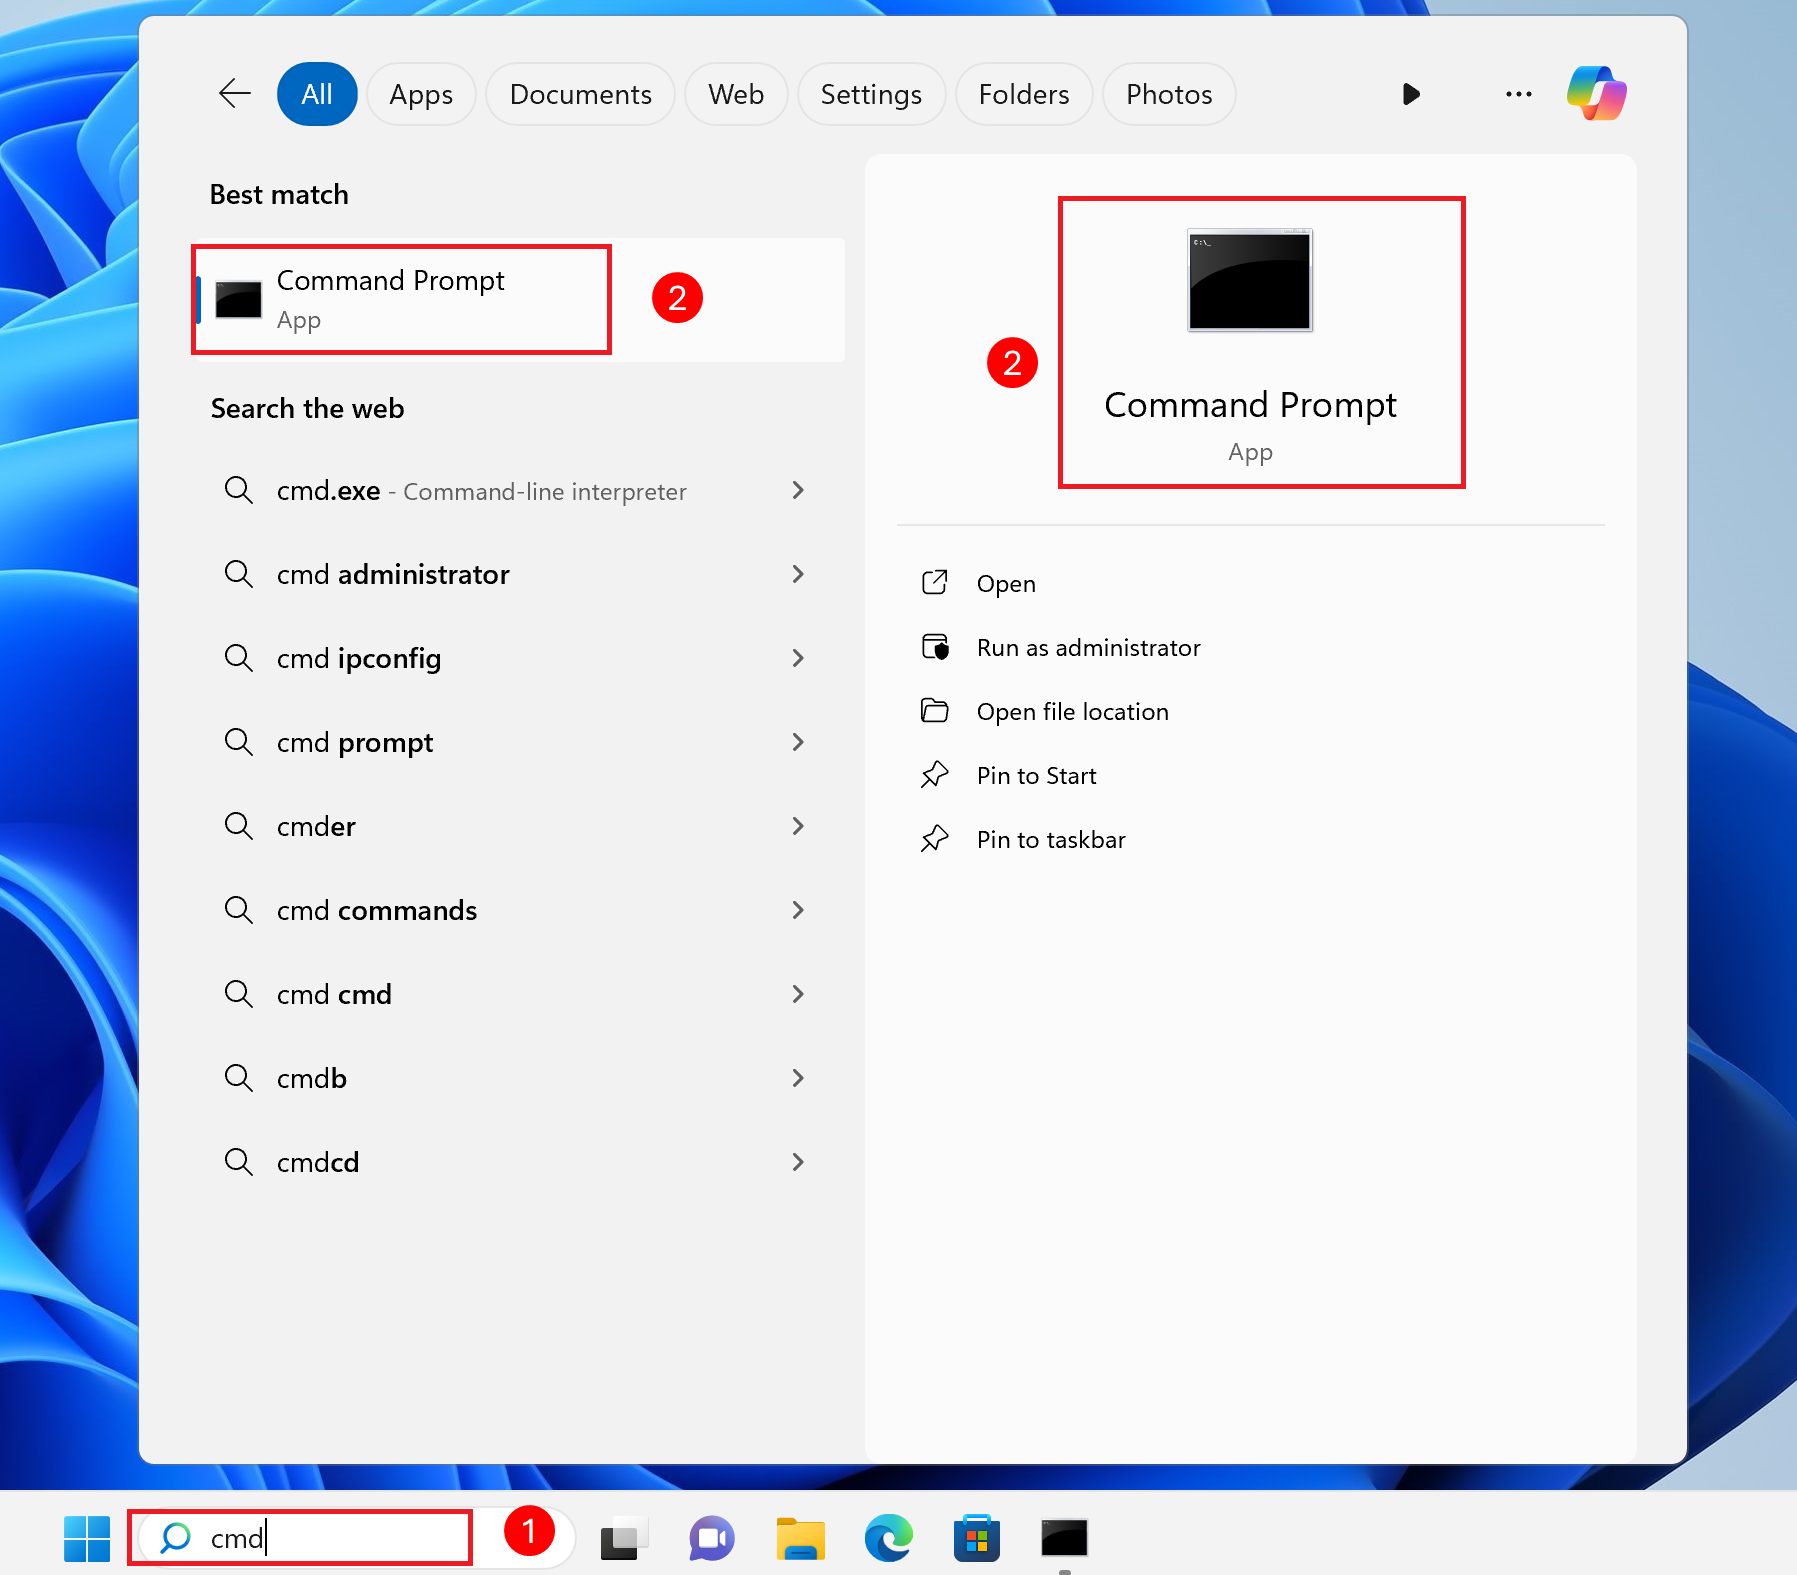 All
Apps
Documents
Web
Settings
Folders
Photos
Best match
Command Prompt
App
2
Search the web
cmd.exe - Command-line interpreter
cmd administrator
cmd ipconfig
cmd prompt
cmder
cmd commands
cmd cmd
cmdb
cmdcd
2
C:\_
Command Prompt
App
Open
Run as administrator
Open file location
Pin to Start
Pin to taskbar
cmd
1